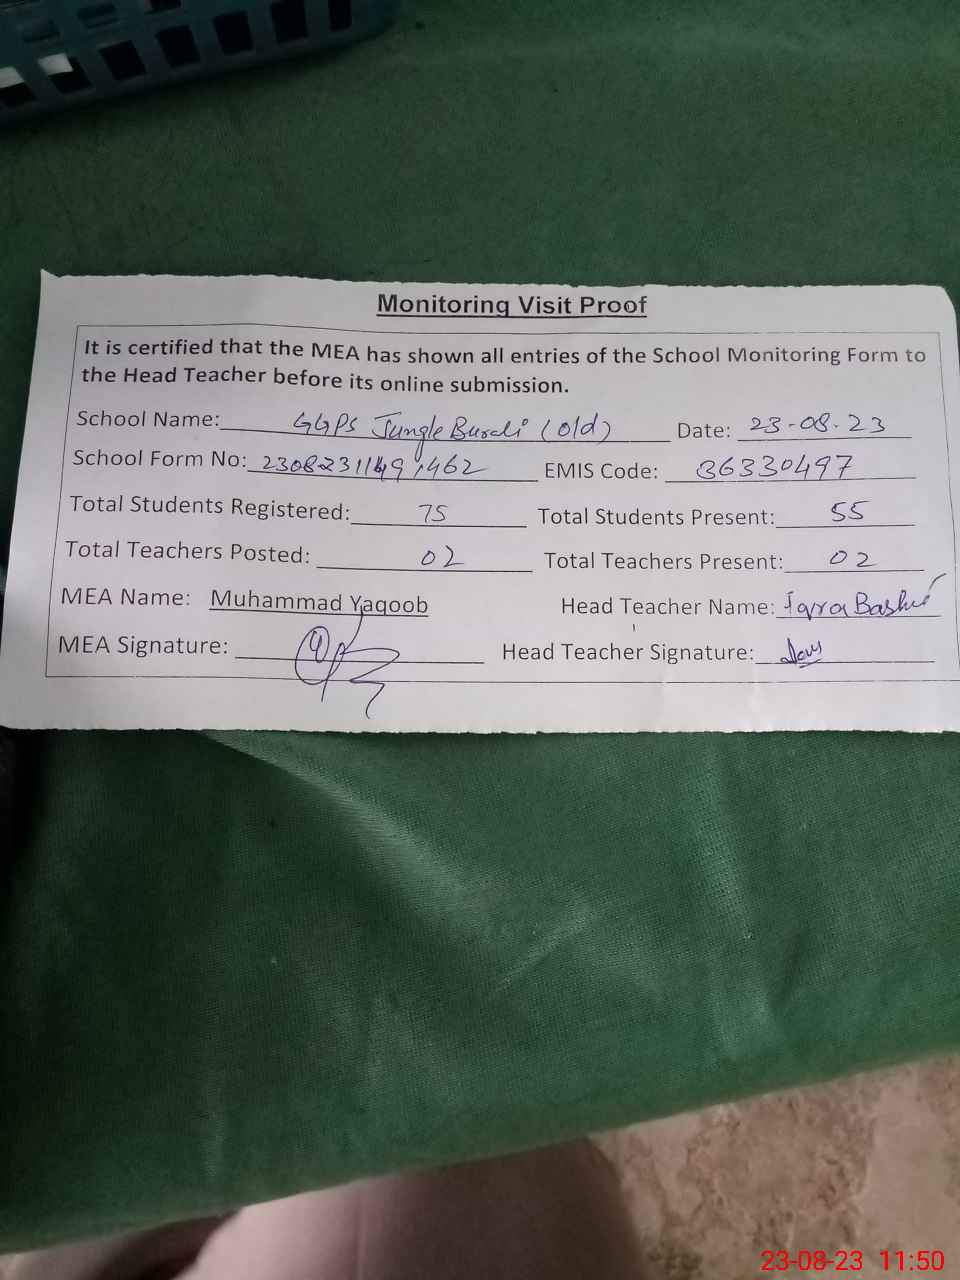 Monitoring Visit Proof
It is certified that the MEA has shown all entries of the School Monitoring Form to
the Head Teacher before its online submission.
School Name: GGPS Jungle Burali (old) Date: 23-08-23
School Form No: EMIS Code: 36330497
Total Students Registered: 75 Total Students Present: 55
Total Teachers Posted: 02 Total Teachers Present: 02
MEA Name: Muhammad Yaqoob Head Teacher Name: Iqra Bashir
MEA Signature: Head Teacher Signature:
23-08-23 11:50